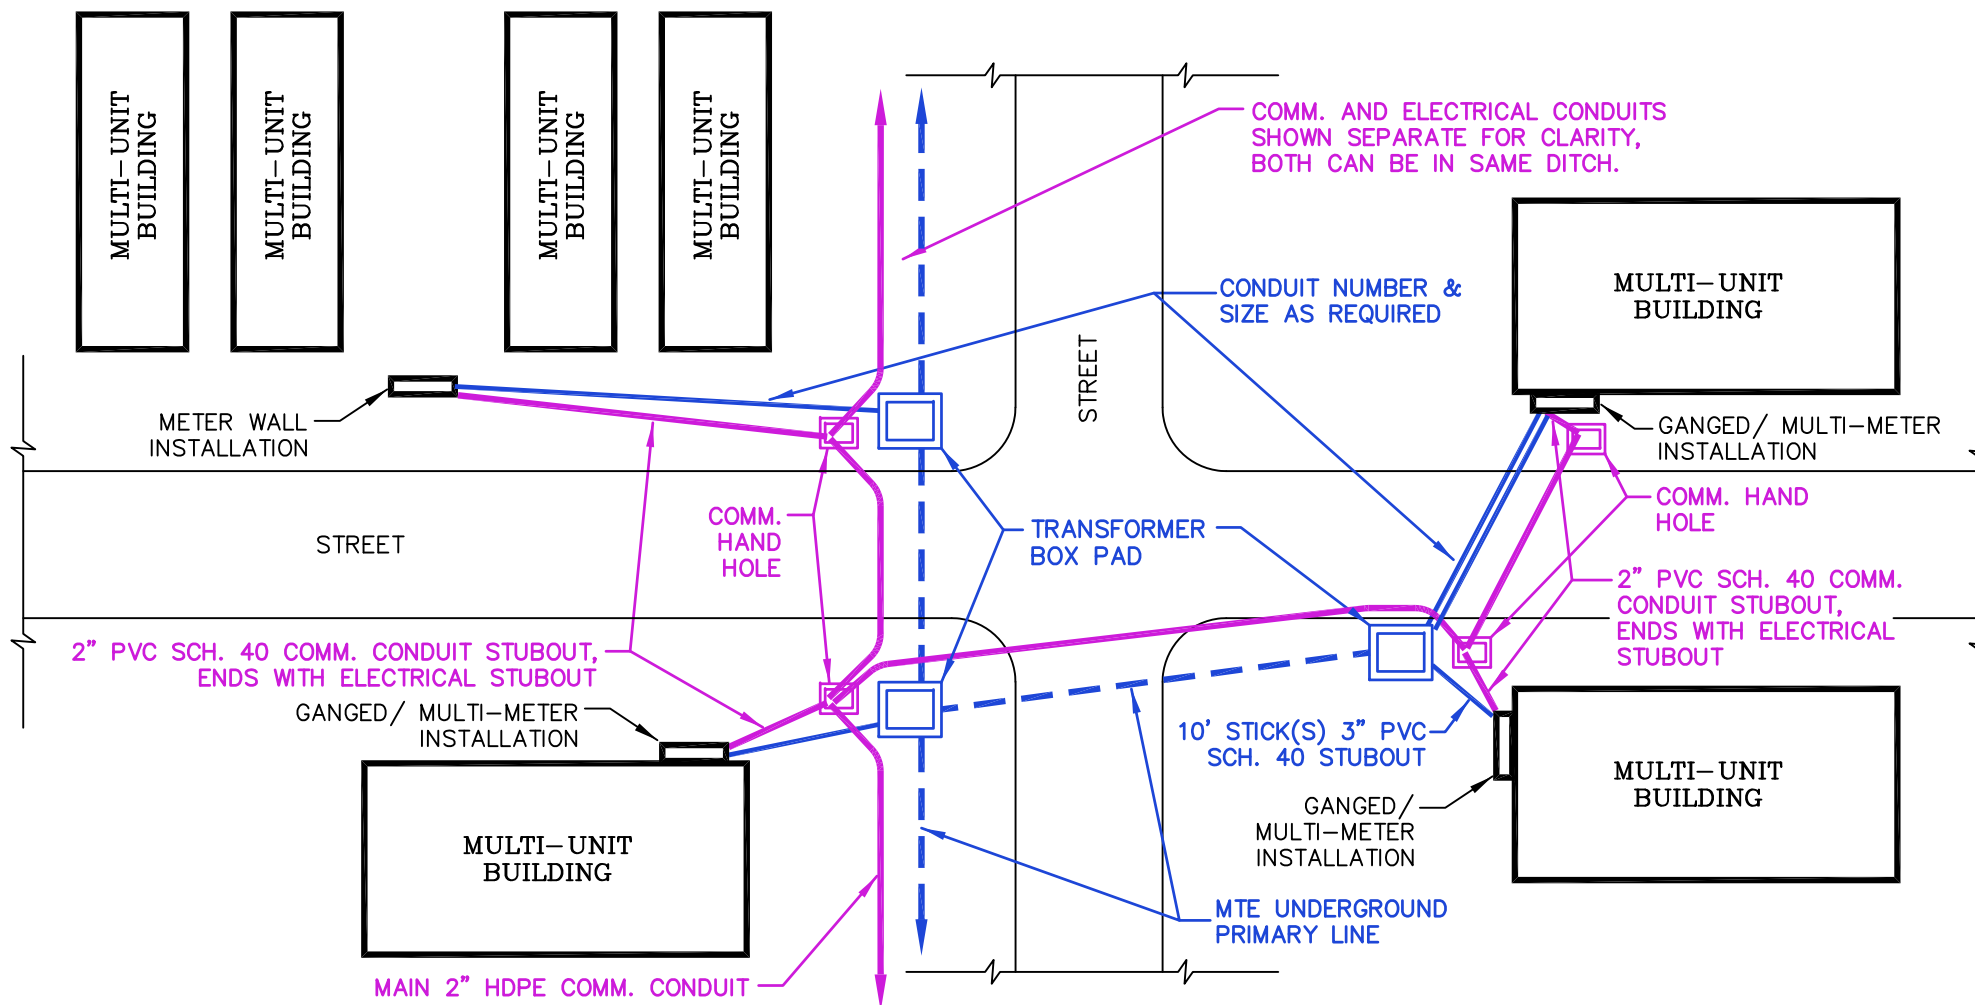 MULTI-UNIT
BUILDING
MULTI-UNIT
BUILDING
MULTI-UNIT
BUILDING
MULTI-UNIT
BUILDING
COMM. AND ELECTRICAL CONDUITS
SHOWN SEPARATE FOR CLARITY,
BOTH CAN BE IN SAME DITCH.
CONDUIT NUMBER &
SIZE AS REQUIRED
MULTI-UNIT
BUILDING
STREET
METER WALL
INSTALLATION
GANGED/ MULTI-METER
INSTALLATION
COMM. HAND
HOLE
STREET
COMM.
HAND
HOLE
TRANSFORMER
BOX PAD
2" PVC SCH. 40 COMM.
CONDUIT STUBOUT,
ENDS WITH ELECTRICAL
STUBOUT
2" PVC SCH. 40 COMM. CONDUIT STUBOUT,
ENDS WITH ELECTRICAL STUBOUT
GANGED/ MULTI-METER
INSTALLATION
10' STICK(S) 3" PVC
SCH. 40 STUBOUT
MULTI-UNIT
BUILDING
GANGED/
MULTI-METER
INSTALLATION
MULTI-UNIT
BUILDING
MTE UNDERGROUND
PRIMARY LINE
MAIN 2" HDPE COMM. CONDUIT